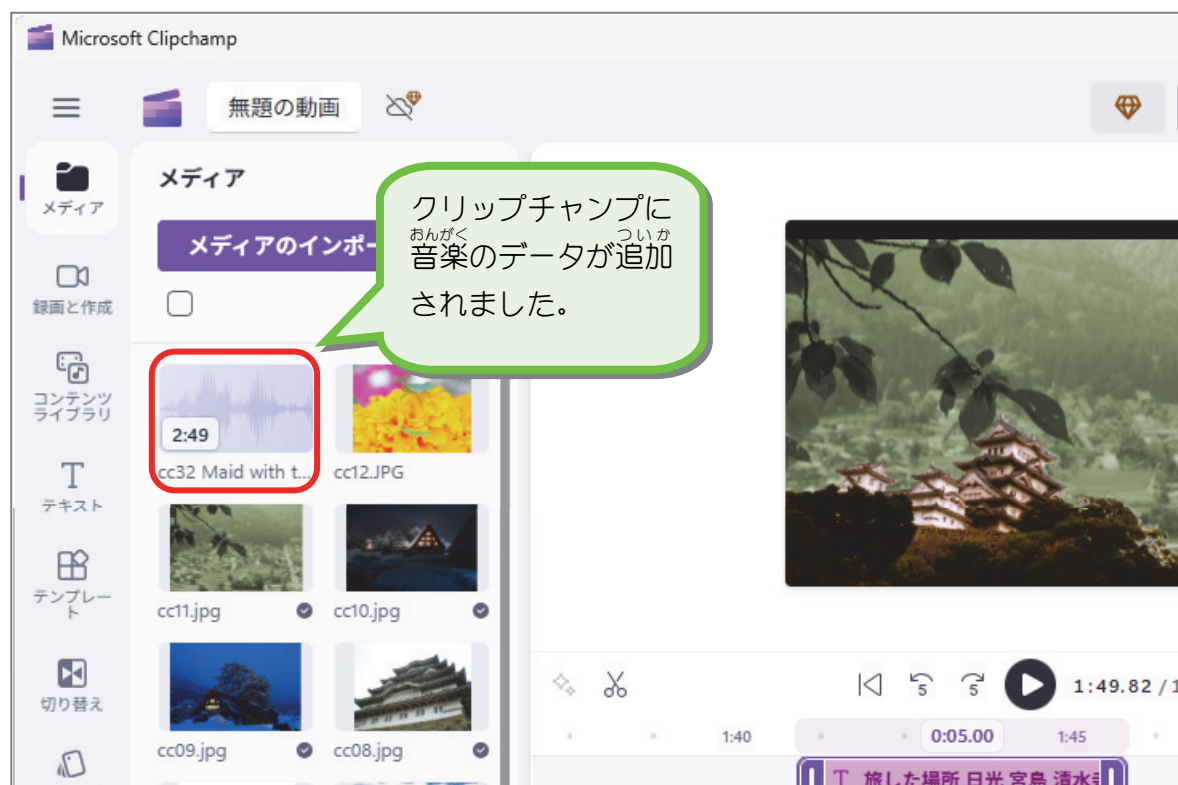 Microsoft Clipchamp
無題の動画
メディア
メディア
メディアのインポー
録画と作成
コンテンツ
ライブラリ
テキスト
テンプレー
ト
切り替え
クリップチャンプに
おんがく ついか
音楽のデータが追加
されました。
2:49
cc32 Maid with t...
cc12.JPG
cc11.jpg
cc10.jpg
cc09.jpg
cc08.jpg
5
5
1:49.82 / 1
1:40
0:05.00
1:45
T 旅した場所 日光 宮島 清水